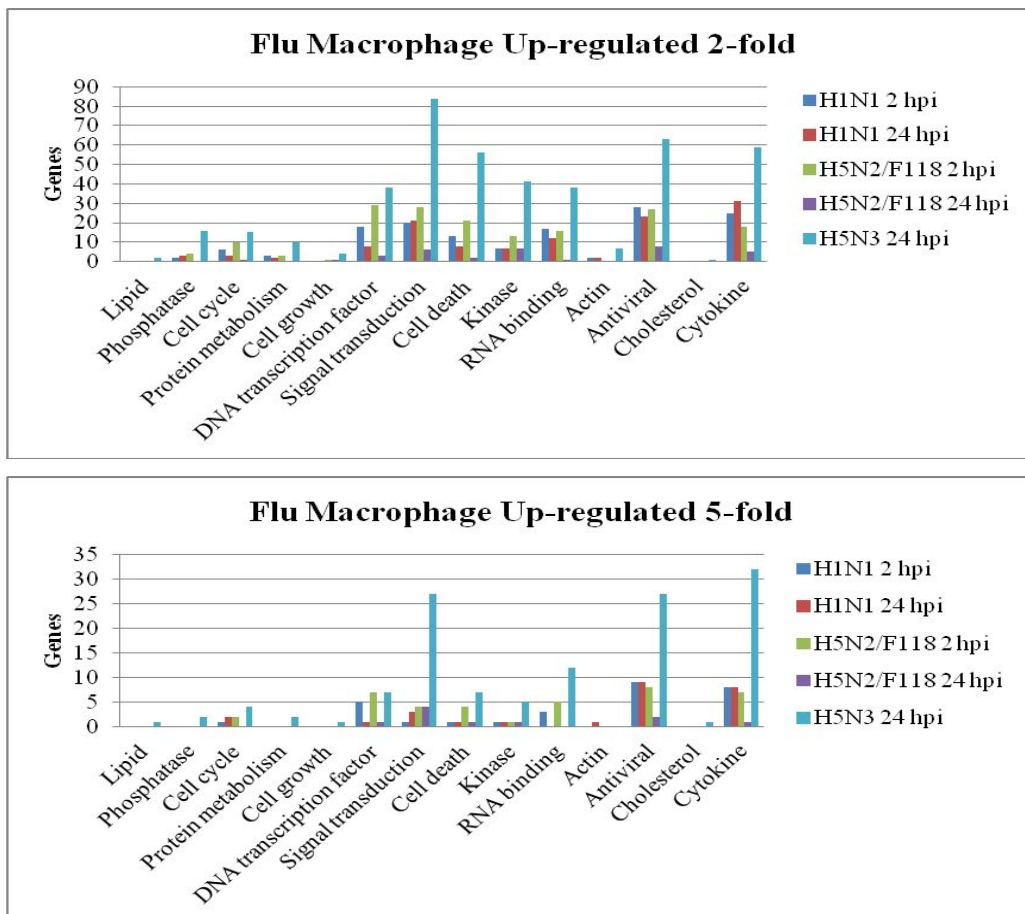 Flu Macrophage Up-regulated 2-fold
Genes
90
80
70
60
50
40
30
20
10
0
Lipid
Phosphatase
Cell cycle
Protein metabolism
Cell growth
DNA transcription factor
Signal transduction
Cell death
Kinase
RNA binding
Actin
Antiviral
Cholesterol
Cytokine
H1N1 2 hpi
H1N1 24 hpi
H5N2/F118 2 hpi
H5N2/F118 24 hpi
H5N3 24 hpi
Flu Macrophage Up-regulated 5-fold
Genes
35
30
25
20
15
10
5
0
Lipid
Phosphatase
Cell cycle
Protein metabolism
Cell growth
DNA transcription factor
Signal transduction
Cell death
Kinase
RNA binding
Actin
Antiviral
Cholesterol
Cytokine
H1N1 2 hpi
H1N1 24 hpi
H5N2/F118 2 hpi
H5N2/F118 24 hpi
H5N3 24 hpi